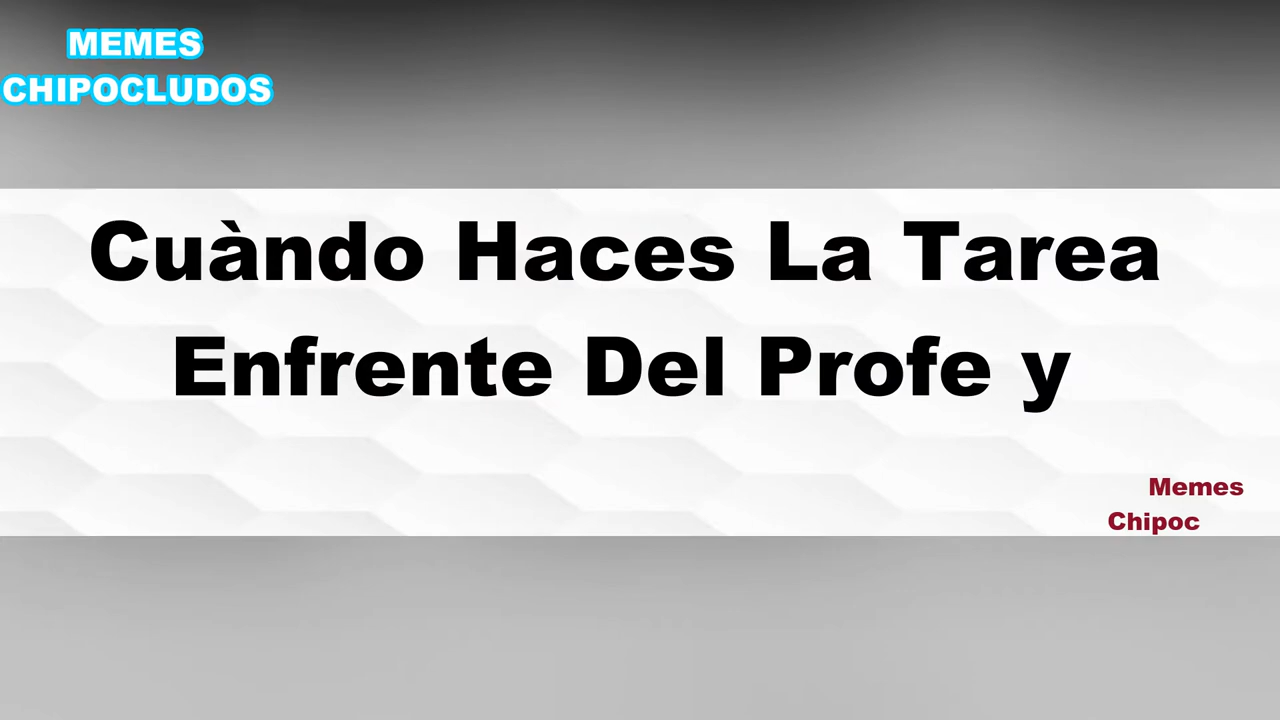 MEMES
CHIPOCLUDOS
Cuàndo Haces La Tarea
Enfrente Del Profe y
Memes
Chipoc